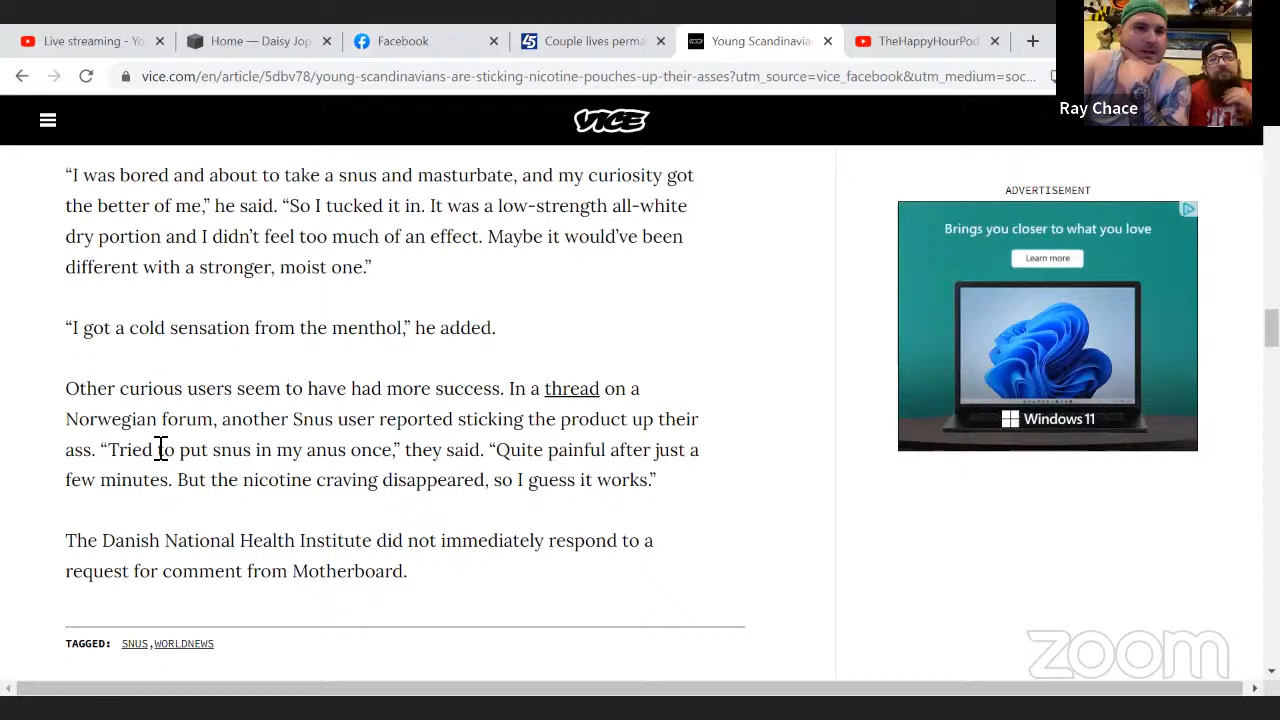 Live streaming - Yo
Home — Daisy Jop
Facebook
Couple lives perma
Young Scandinavia
TheHappyHourPod
vice.com/en/article/5dbv78/young-scandinavians-are-sticking-nicotine-pouches-up-their-asses?utm_source=vice_facebook&utm_medium=soc...
Ray Chace
VICE
“I was bored and about to take a snus and masturbate, and my curiosity got
the better of me,” he said. “So I tucked it in. It was a low-strength all-white
dry portion and I didn’t feel too much of an effect. Maybe it would’ve been
different with a stronger, moist one.”
“I got a cold sensation from the menthol,” he added.
Other curious users seem to have had more success. In a thread on a
Norwegian forum, another Snus user reported sticking the product up their
ass. “Tried to put snus in my anus once,” they said. “Quite painful after just a
few minutes. But the nicotine craving disappeared, so I guess it works.”
The Danish National Health Institute did not immediately respond to a
request for comment from Motherboard.
TAGGED: SNUS, WORLDNEWS
ADVERTISEMENT
Brings you closer to what you love
Learn more
Windows 11
zoom